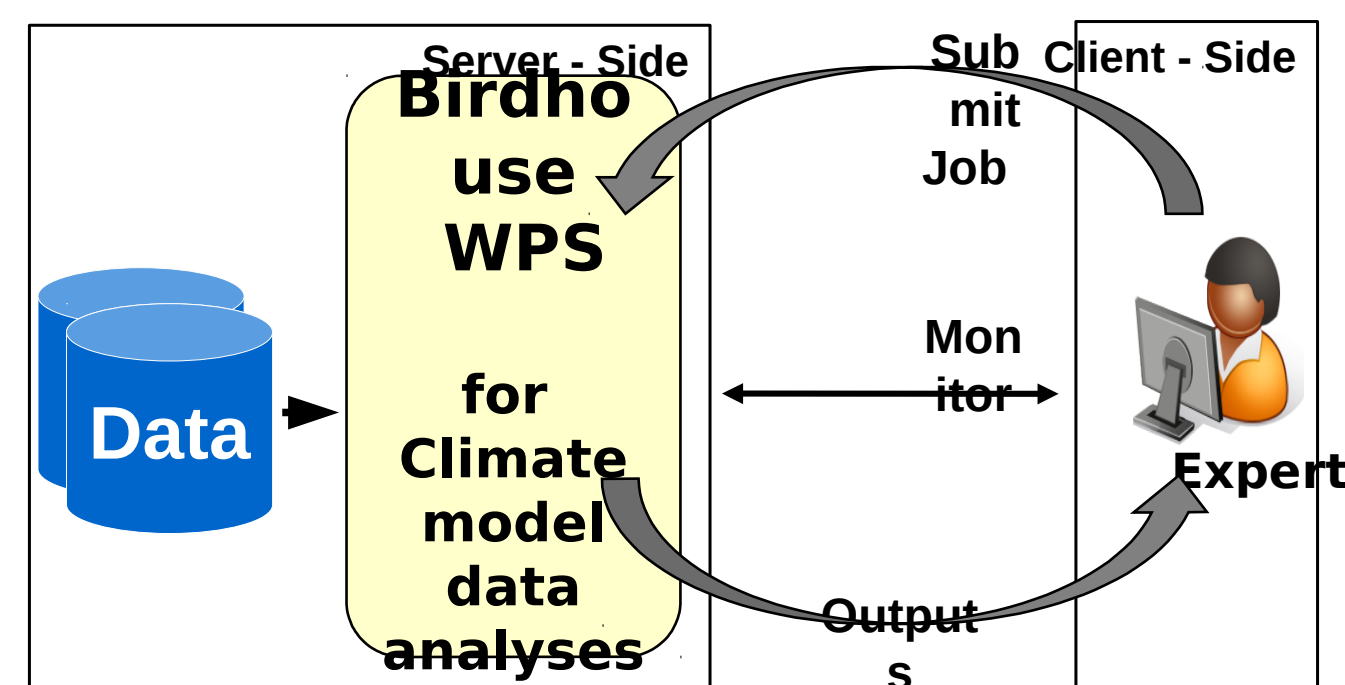 Server - Side
Birdho
use
WPS
for
Climate
model
data
analyses
Data
Sub
mit
Job
Mon
itor
Output
s
Client - Side
Expert